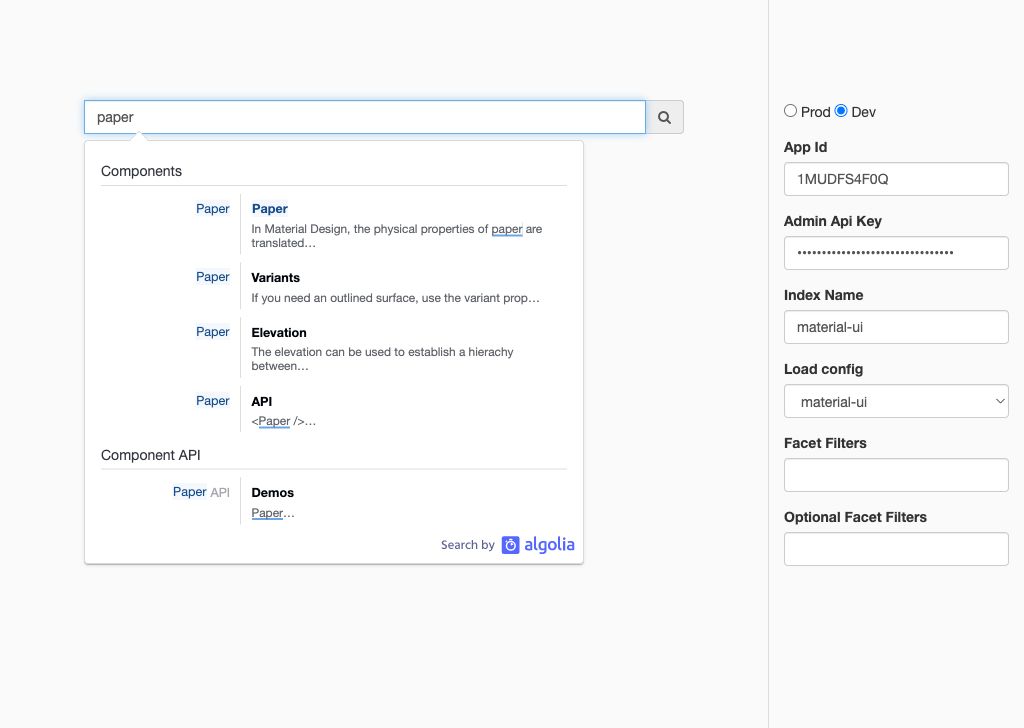 paper
Components
Paper
Paper
In Material Design, the physical properties of paper are
translated…
Paper
Variants
If you need an outlined surface, use the variant prop…
Paper
Elevation
The elevation can be used to establish a hierachy
between…
Paper
API
<Paper />…
Component API
Paper API
Demos
Paper…
Search by algolia
Prod Dev
App Id
1MUDFS4F0Q
Admin Api Key
Index Name
material-ui
Load config
material-ui
Facet Filters
Optional Facet Filters